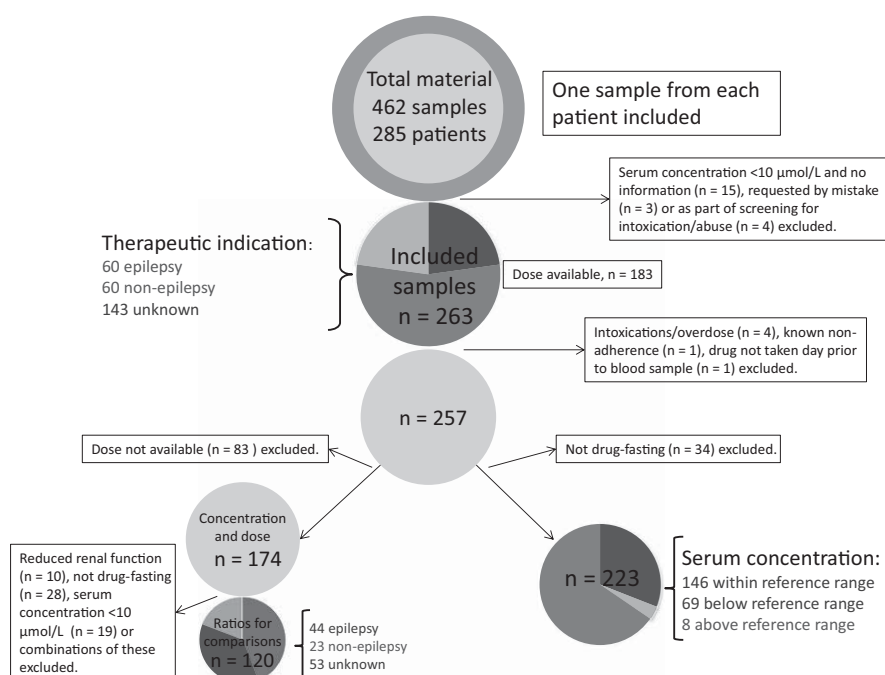 Total material
462 samples
285 patients
One sample from each
patient included
Serum concentration <10 µmol/L and no
information (n = 15), requested by mistake
(n = 3) or as part of screening for
intoxication/abuse (n = 4) excluded.
Therapeutic indication:
60 epilepsy
60 non-epilepsy
143 unknown
Included
samples
n = 263
Dose available, n = 183
Intoxications/overdose (n = 4), known non-
adherence (n = 1), drug not taken day prior
to blood sample (n = 1) excluded.
n = 257
Dose not available (n = 83 ) excluded.
Not drug-fasting (n = 34) excluded.
Concentration
and dose
n = 174
Reduced renal function
(n = 10), not drug-fasting
(n = 28), serum
concentration <10
µmol/L (n = 19) or
combinations of these
excluded.
Ratios for
comparisons
n = 120
44 epilepsy
23 non-epilepsy
53 unknown
n = 223
Serum concentration:
146 within reference range
69 below reference range
8 above reference range